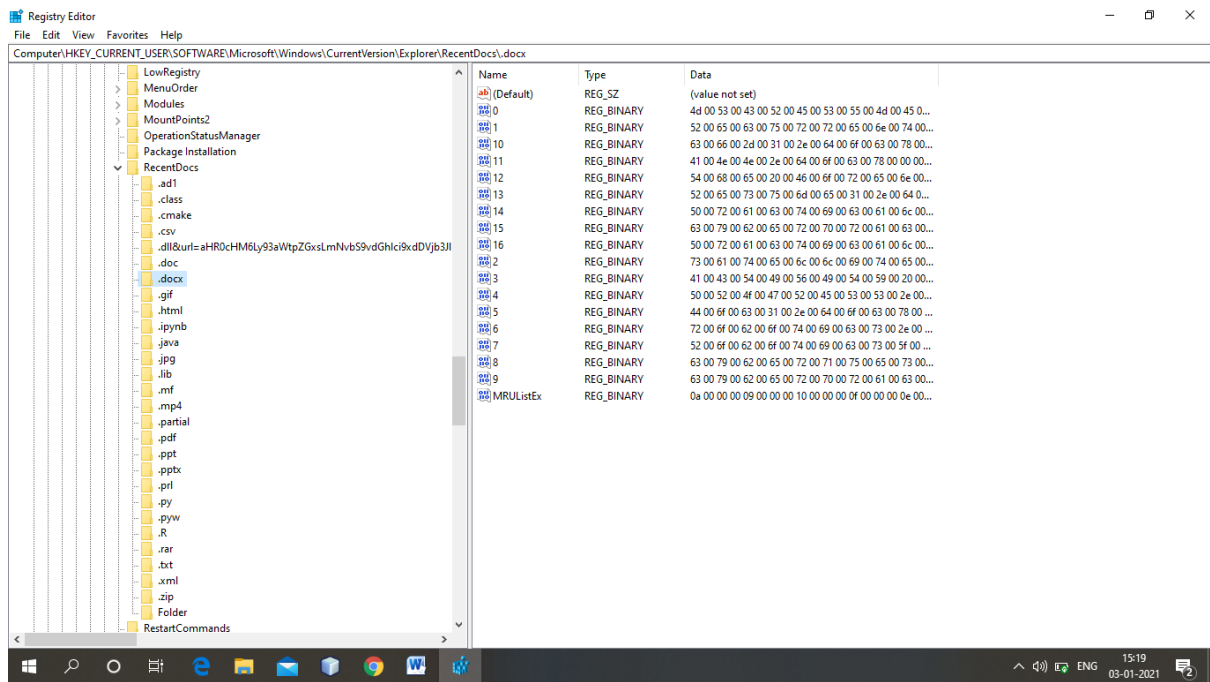 Registry Editor
File Edit View Favorites Help
Computer\HKEY_CURRENT_USER\SOFTWARE\Microsoft\Windows\CurrentVersion\Explorer\RecentDocs\.docx
LowRegistry
MenuOrder
Modules
MountPoints2
OperationStatusManager
Package Installation
RecentDocs
.ad1
.class
.cmake
.csv
.dll&url=aHR0cHM6Ly93aWtpZGxsLmNvbS9vdGhlci9xdDVjb3Jl
.doc
.docx
.gif
.html
.ipynb
.java
.jpg
.lib
.mf
.mp4
.partial
.pdf
.ppt
.pptx
.prl
.py
.pyw
.R
.rar
.txt
.xml
.zip
Folder
RestartCommands
Name Type Data
ab (Default) REG_SZ (value not set)
0 REG_BINARY 4d 00 53 00 43 00 52 00 45 00 53 00 55 00 4d 00 45 0...
1 REG_BINARY 52 00 65 00 63 00 75 00 72 00 72 00 65 00 6e 00 74 00...
10 REG_BINARY 63 00 66 00 2d 00 31 00 2e 00 64 00 6f 00 63 00 78 00...
11 REG_BINARY 41 00 4e 00 4e 00 2e 00 64 00 6f 00 63 00 78 00 00 00...
12 REG_BINARY 54 00 68 00 65 00 20 00 46 00 6f 00 72 00 65 00 6e 00...
13 REG_BINARY 52 00 65 00 73 00 75 00 6d 00 65 00 31 00 2e 00 64 0...
14 REG_BINARY 50 00 72 00 61 00 63 00 74 00 69 00 63 00 61 00 6c 00...
15 REG_BINARY 63 00 79 00 62 00 65 00 72 00 70 00 72 00 61 00 63 00...
16 REG_BINARY 50 00 72 00 61 00 63 00 74 00 69 00 63 00 61 00 6c 00...
2 REG_BINARY 73 00 61 00 74 00 65 00 6c 00 6c 00 69 00 74 00 65 00...
3 REG_BINARY 41 00 43 00 54 00 49 00 56 00 49 00 54 00 59 00 20 00...
4 REG_BINARY 50 00 52 00 4f 00 47 00 52 00 45 00 53 00 53 00 2e 00...
5 REG_BINARY 44 00 6f 00 63 00 31 00 2e 00 64 00 6f 00 63 00 78 00 ...
6 REG_BINARY 72 00 6f 00 62 00 6f 00 74 00 69 00 63 00 73 00 2e 00 ...
7 REG_BINARY 52 00 6f 00 62 00 6f 00 74 00 69 00 63 00 73 00 5f 00 ...
8 REG_BINARY 63 00 79 00 62 00 65 00 72 00 71 00 75 00 65 00 73 00...
9 REG_BINARY 63 00 79 00 62 00 65 00 72 00 70 00 72 00 61 00 63 00...
MRUListEx REG_BINARY 0a 00 00 00 09 00 00 00 10 00 00 00 0f 00 00 00 0e 00...
ENG
15:19
03-01-2021
2